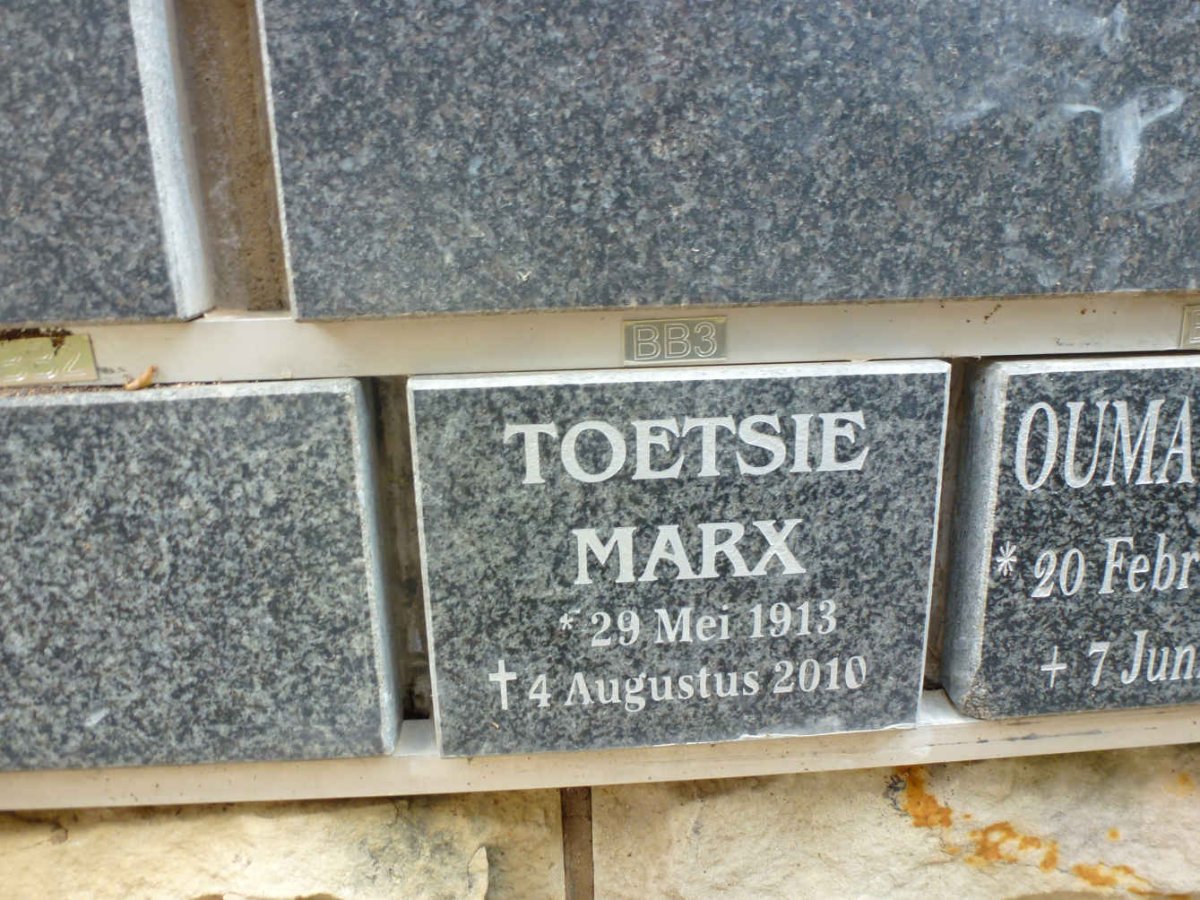 BB3
TOETSIE
MARX
* 29 Mei 1913
† 4 Augustus 2010
OUMA
* 20 Febr
+ 7 Jun